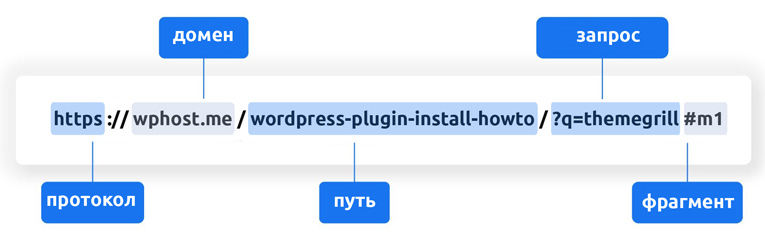 домен запрос
https://wphost.me/wordpress-plugin-install-howto/?q=themegrill#m1
протокол путь фрагмент